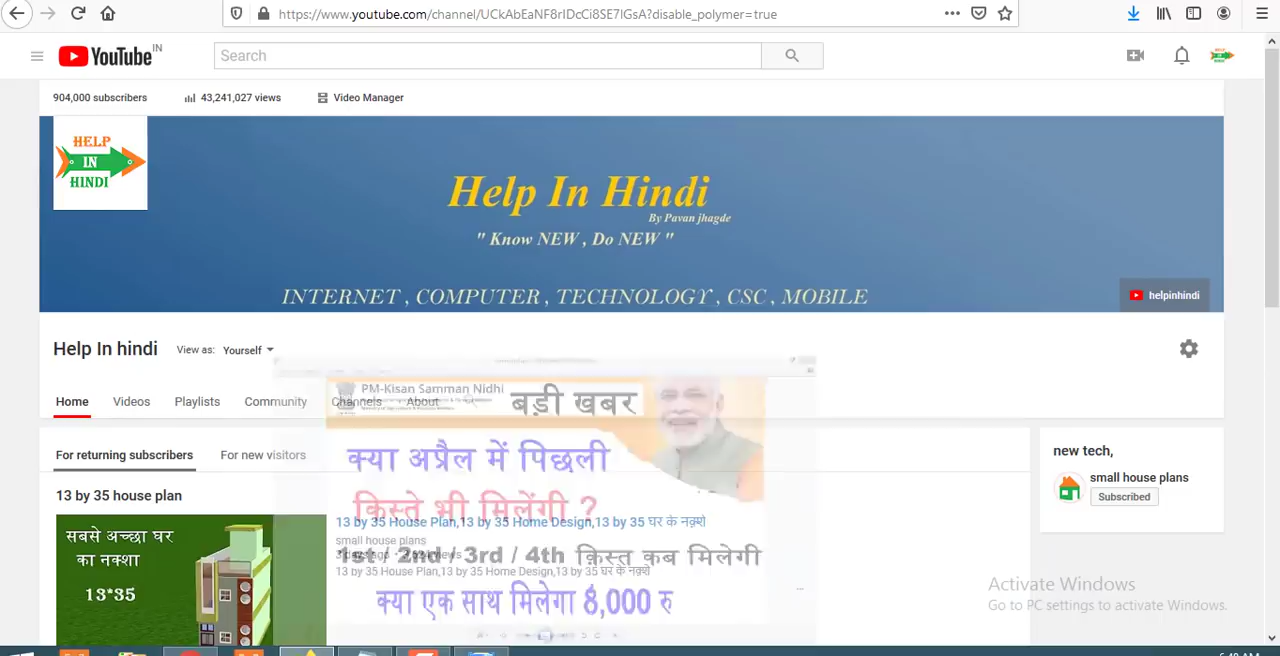 https://www.youtube.com/channel/UCkAbEaNF8rIDcCi8SE7lGsA?disable_polymer=true
YouTube IN
Search
904,000 subscribers
43,241,027 views
Video Manager
HELP
IN
HINDI
Help In Hindi
By Pavan jhagde
" Know NEW , Do NEW "
INTERNET , COMPUTER , TECHNOLOGY , CSC , MOBILE
helpinhindi
Help In hindi
View as: Yourself
Home Videos Playlists Community Channels About
PM-Kisan Samman Nidhi
बड़ी खबर
For returning subscribers
For new visitors
क्या अप्रैल में पिछली
किस्ते भी मिलेंगी ?
new tech,
small house plans
Subscribed
13 by 35 house plan
सबसे अच्छा घर
का नक्शा
13*35
13 by 35 House Plan,13 by 35 Home Design,13 by 35 घर के नक़्शे
small house plans
1st / 2nd / 3rd / 4th क़िस्त कब मिलेगी
13 by 35 House Plan,13 by 35 Home Design,13 by 35 घर के नक़्शे
क्या एक साथ मिलेगा 8,000 रु
Activate Windows
Go to PC settings to activate Windows.